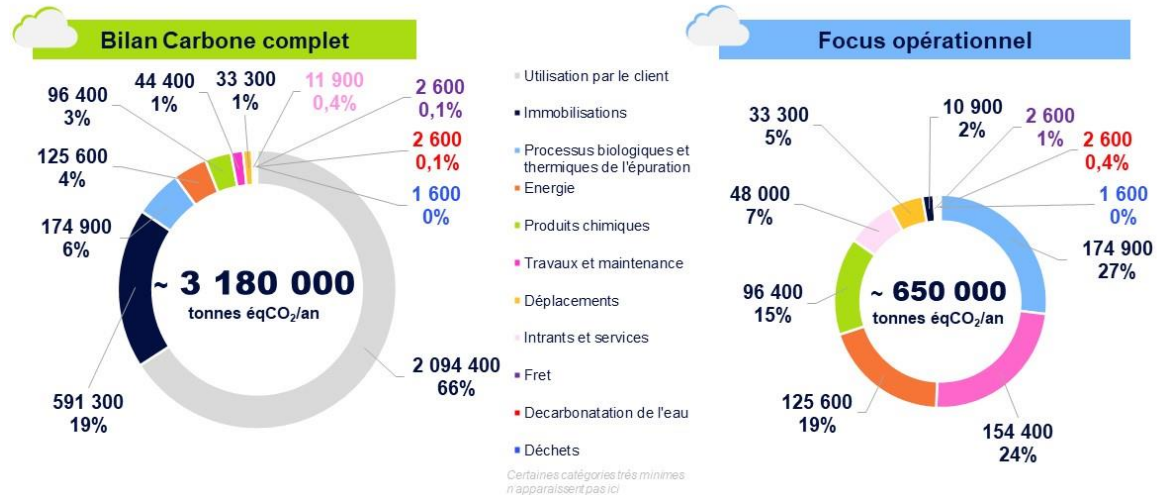 Bilan Carbone complet
96 400
3%
44 400
1%
33 300
1%
11 900
0,4%
2 600
0,1%
2 600
0,1%
1 600
0%
125 600
4%
174 900
6%
591 300
19%
2 094 400
66%
~ 3 180 000
tonnes éqCO₂/an
Utilisation par le client
Immobilisations
Processus biologiques et
thermiques de l'épuration
Energie
Produits chimiques
Travaux et maintenance
Déplacements
Intrants et services
Fret
Decarbonatation de l'eau
Déchets
Certaines catégories très minimes
n'apparaissent pas ici
Focus opérationnel
33 300
5%
10 900
2%
2 600
1%
2 600
0,4%
1 600
0%
48 000
7%
174 900
27%
96 400
15%
~ 650 000
tonnes éqCO₂/an
125 600
19%
154 400
24%